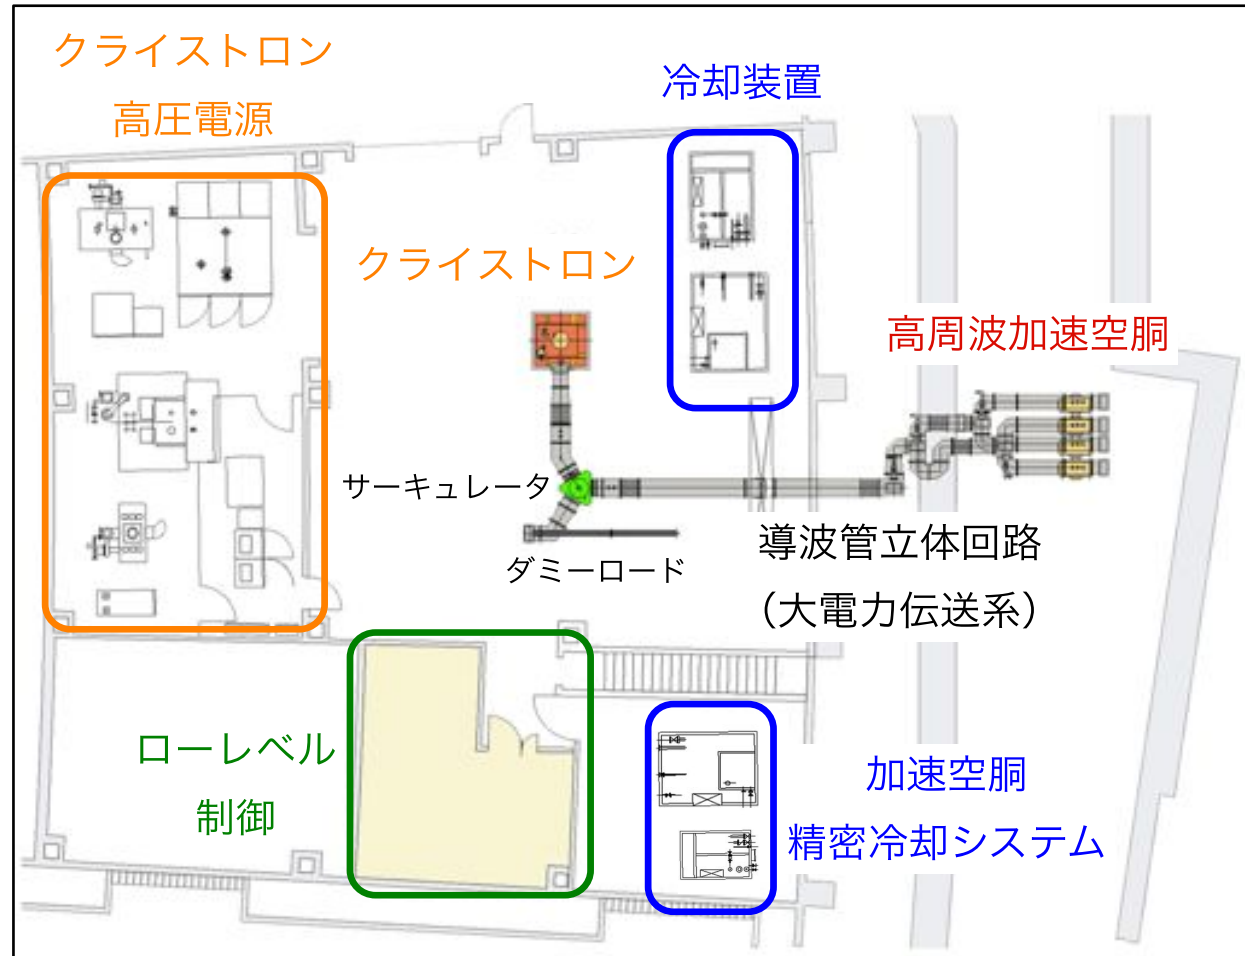 クライストロン
高圧電源
冷却装置
クライストロン
高周波加速空胴
サーキュレータ
ダミーロード
導波管立体回路
（大電力伝送系）
ローレベル
制御
加速空胴
精密冷却システム